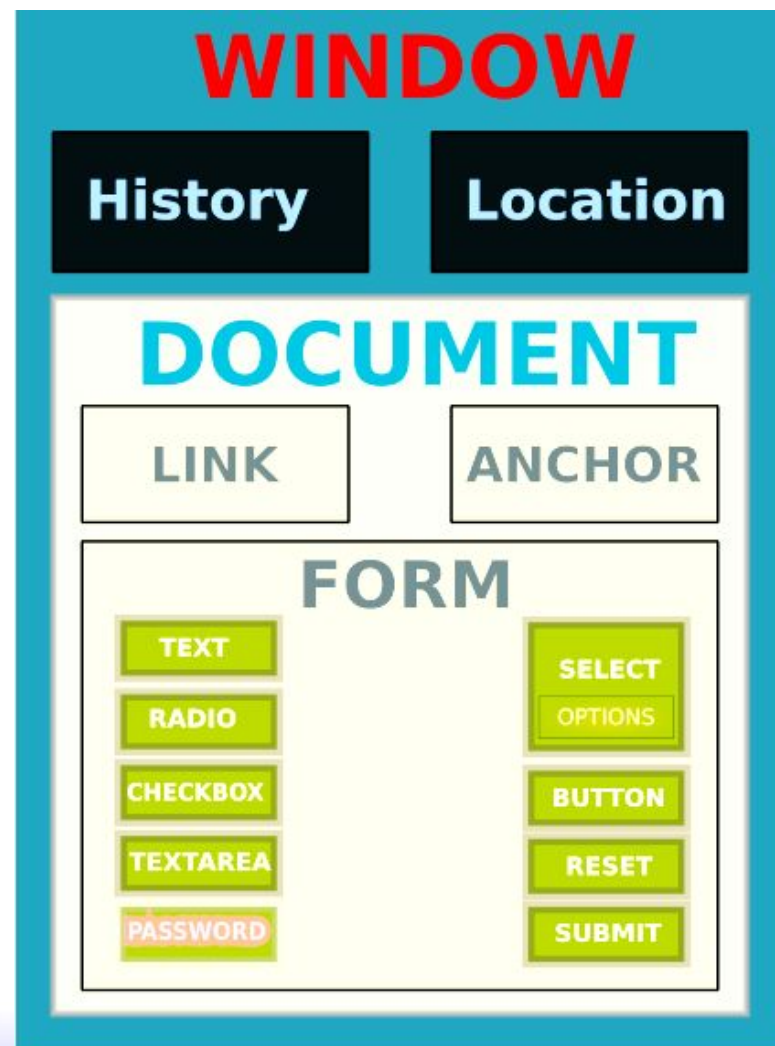 WINDOW
History
Location
DOCUMENT
LINK
ANCHOR
FORM
TEXT
RADIO
CHECKBOX
TEXTAREA
PASSWORD
SELECT
OPTIONS
BUTTON
RESET
SUBMIT